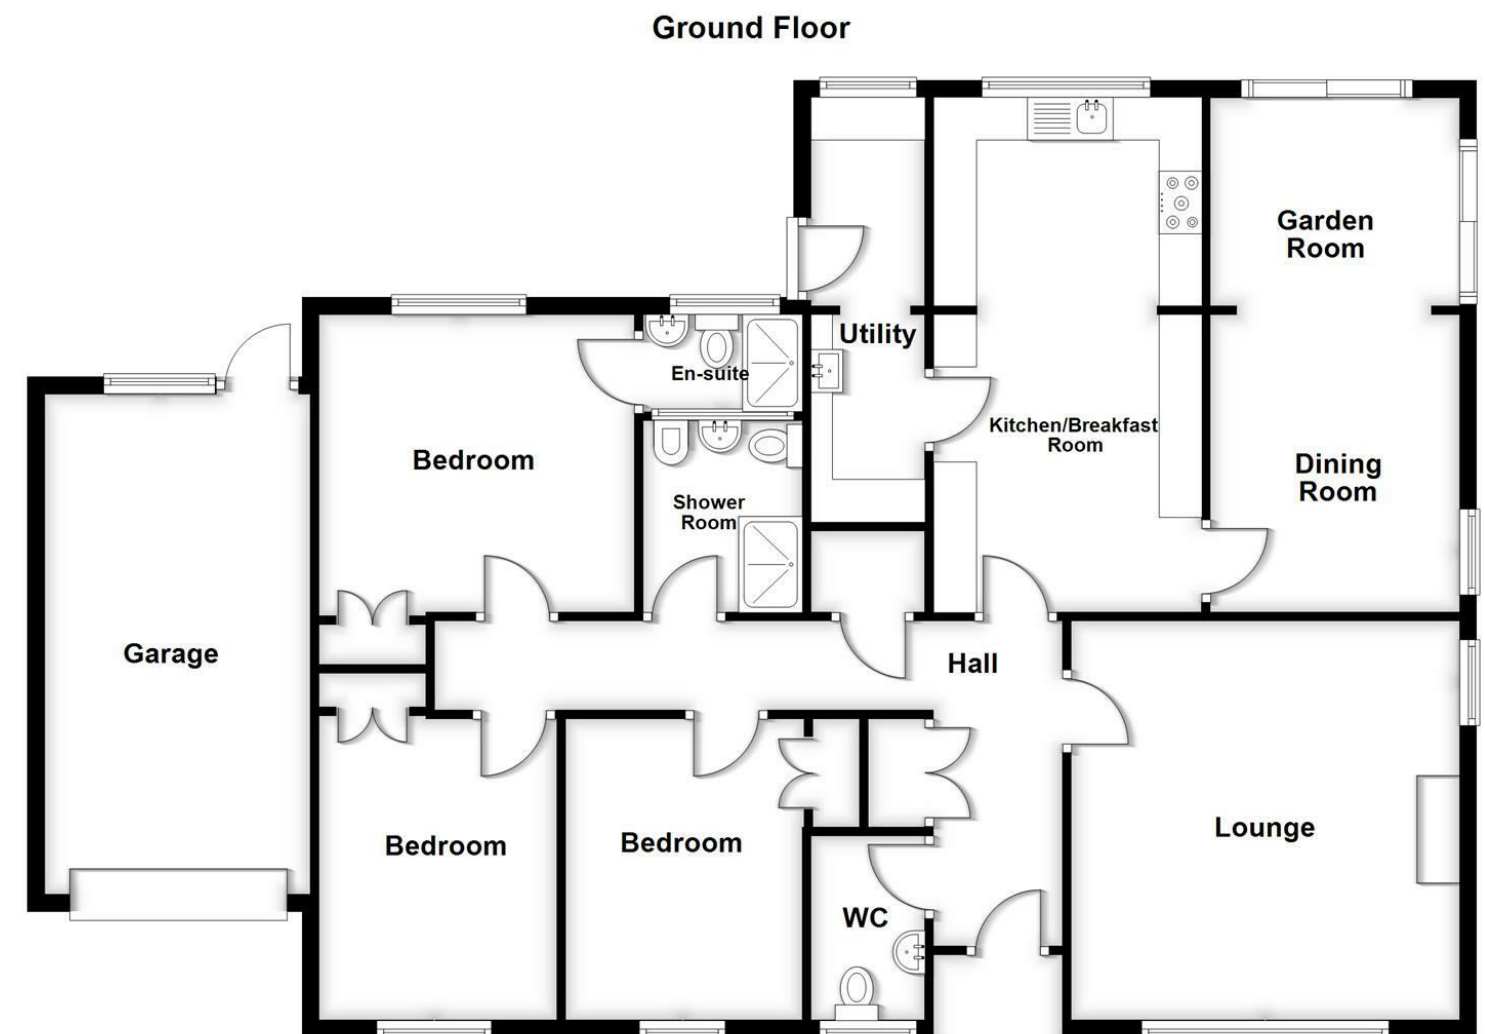 Ground Floor
Garden
Room
Utility
En-suite
Kitchen/Breakfast
Room
Bedroom
Dining
Room
Shower
Room
Garage
Hall
Bedroom
Bedroom
Lounge
WC